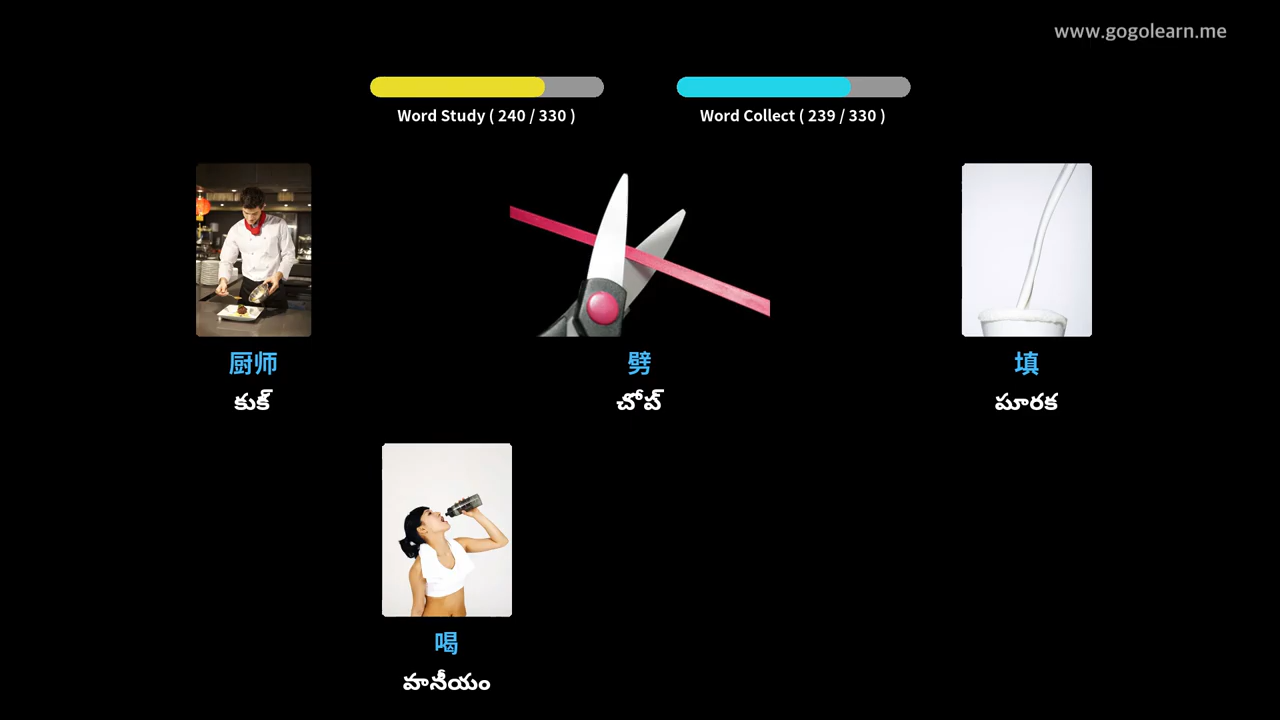 www.gogolearn.me
Word Study ( 240 / 330 )
Word Collect ( 239 / 330 )
厨师
కుక్
劈
చోప్
填
పూరక
喝
పానీయం